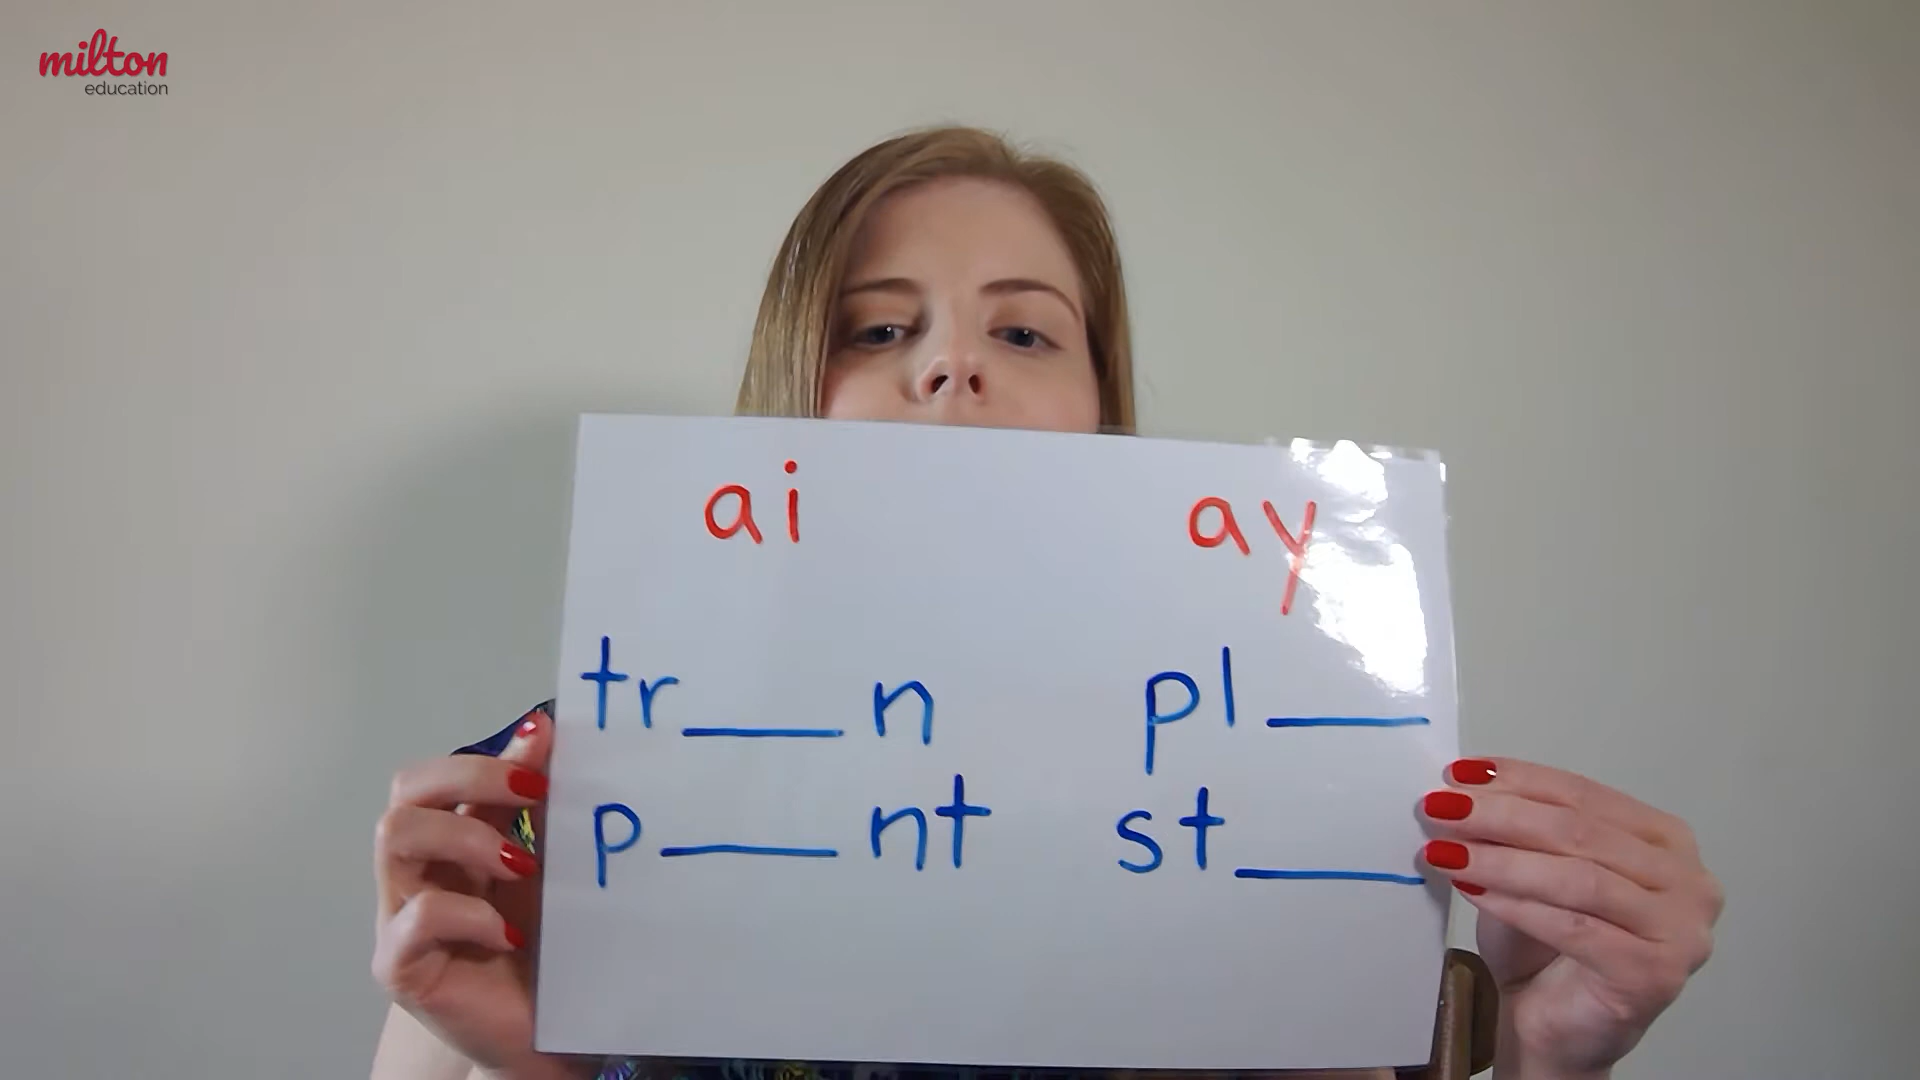 milton
education
ai ay
tr___n pl___
p___nt st___